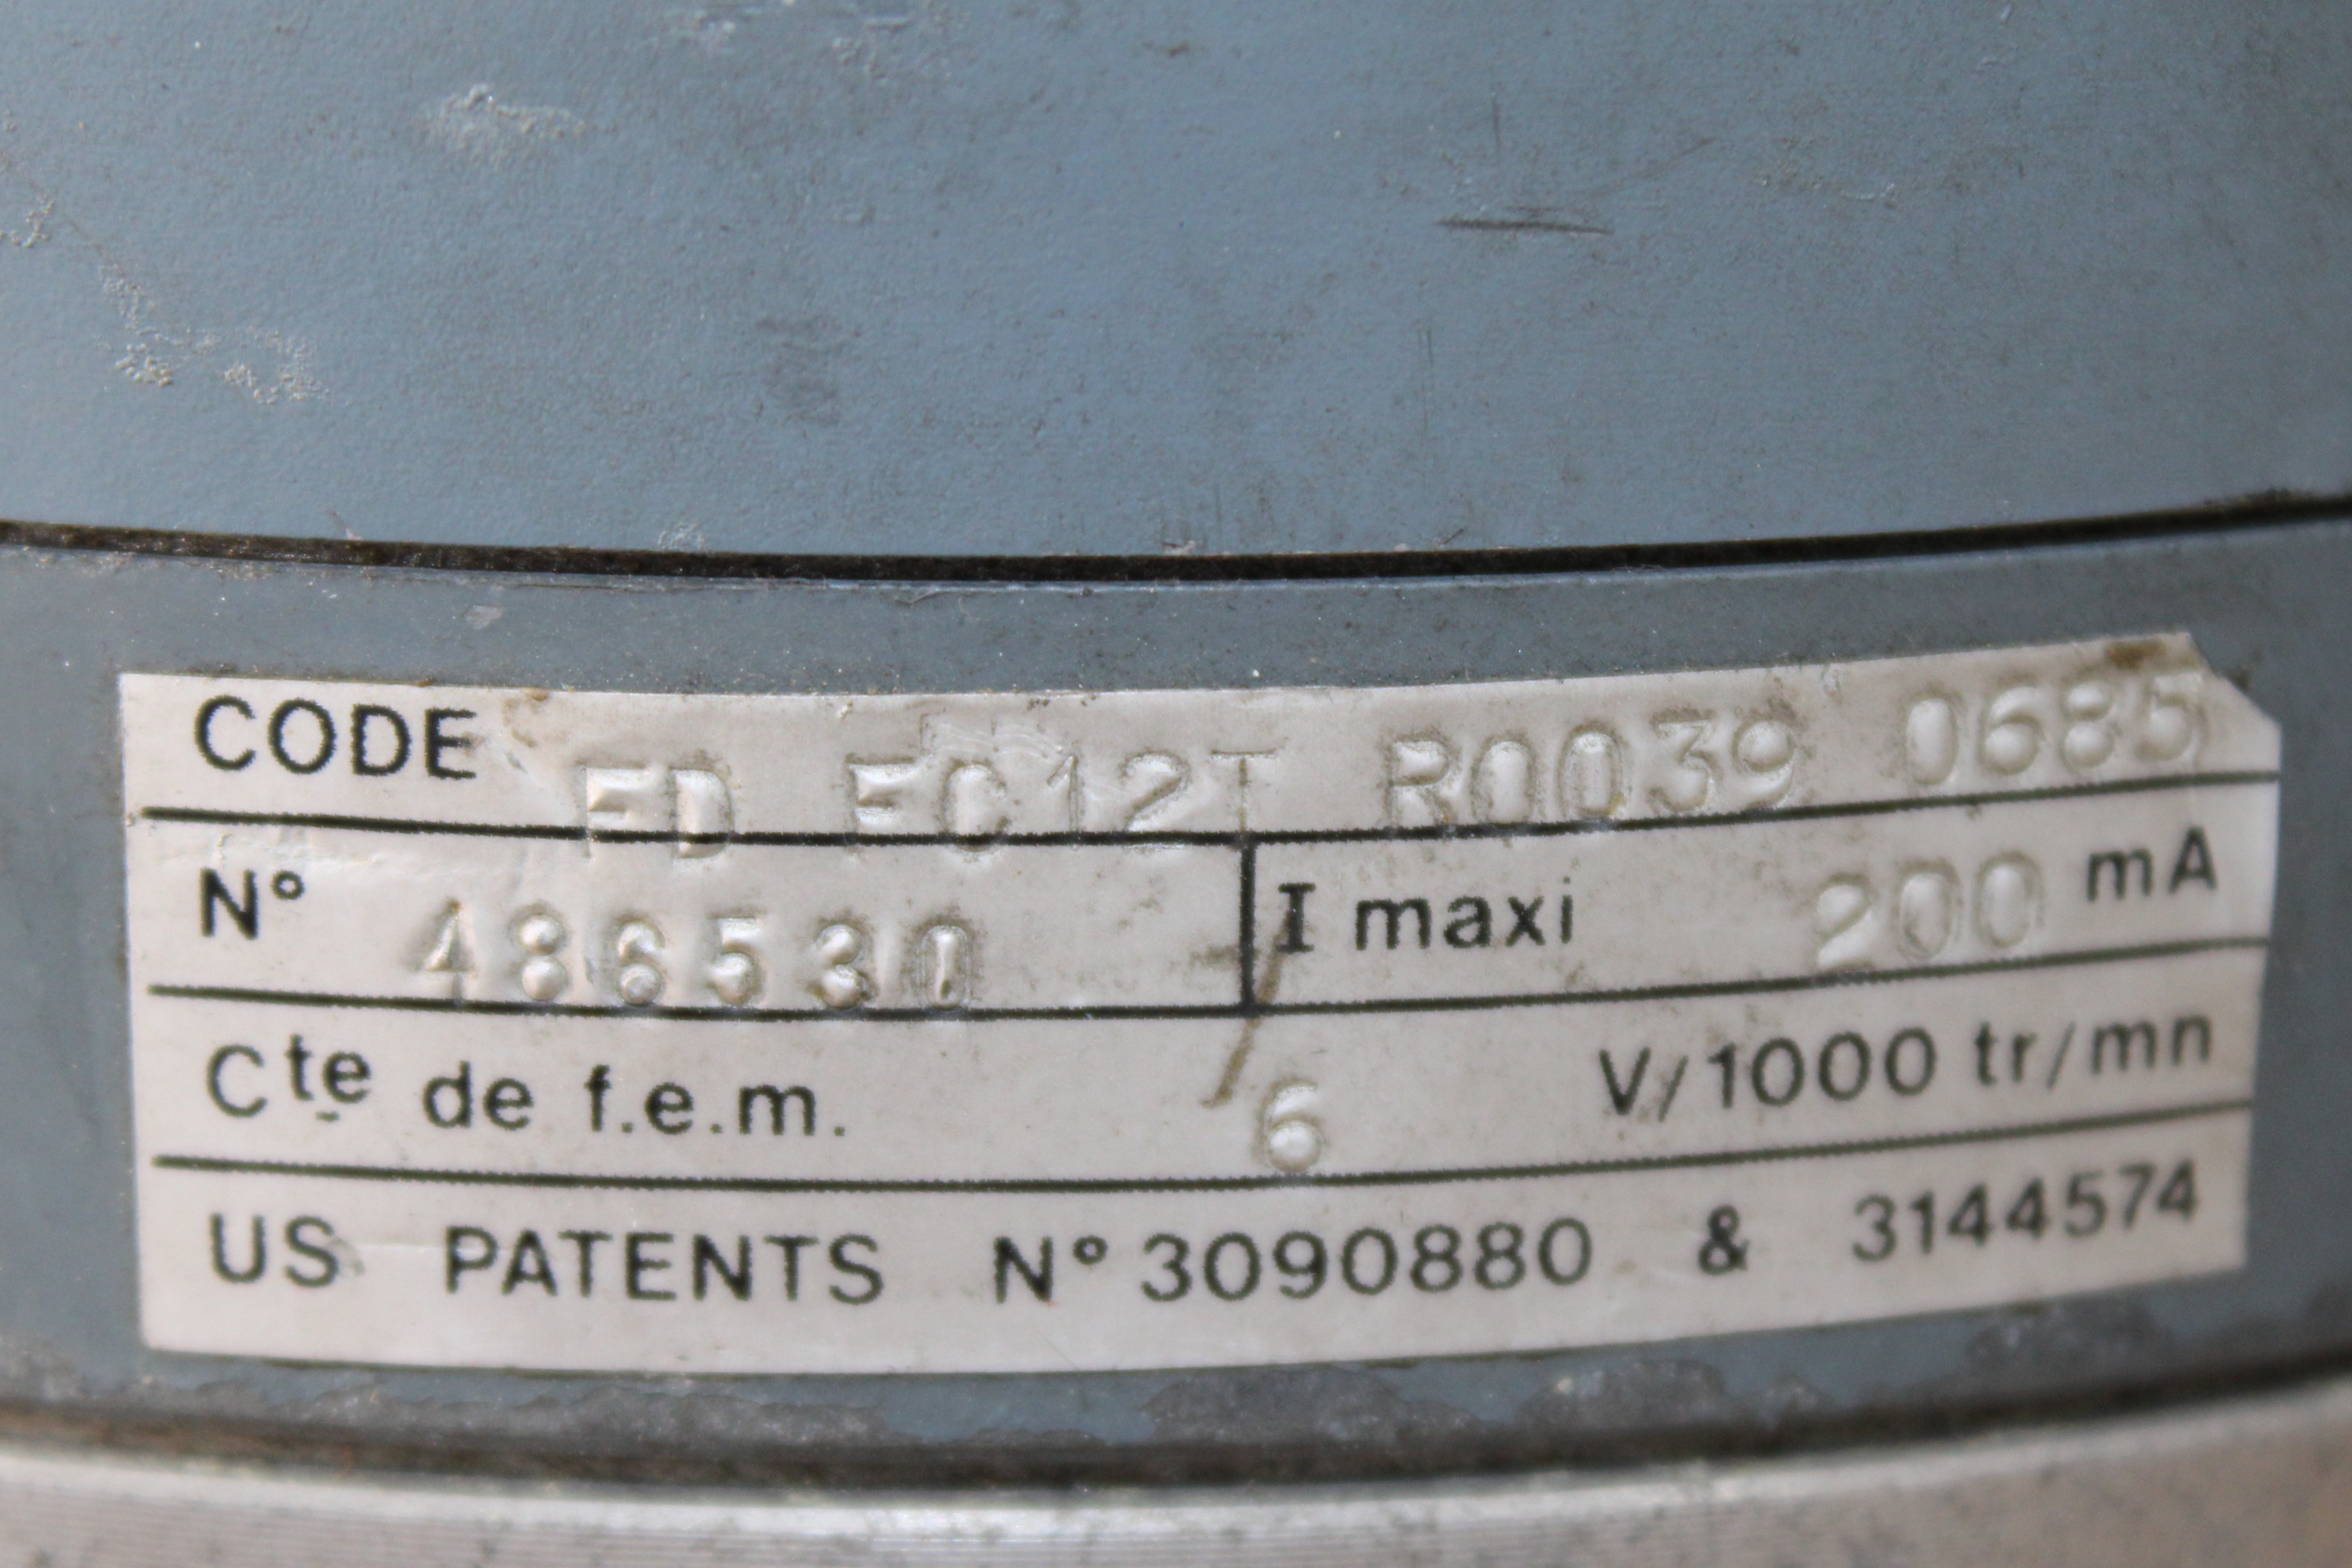 CODE FD FC12T R0039 0685
N° 486530 I maxi 200 mA
Cte de f.e.m. 6 V/1000 tr/mn
US PATENTS N° 3090880 & 3144574